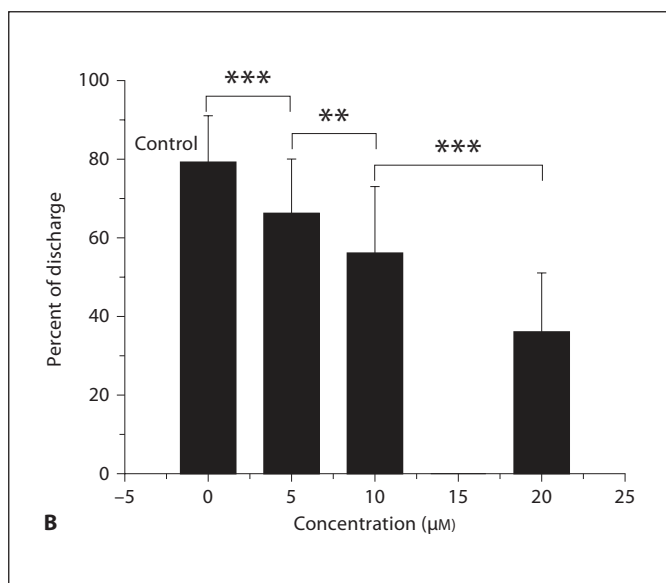 100
***
**
***
Control
80
60
40
20
0
Percent of discharge
–5 0 5 10 15 20 25
B
Concentration (µM)